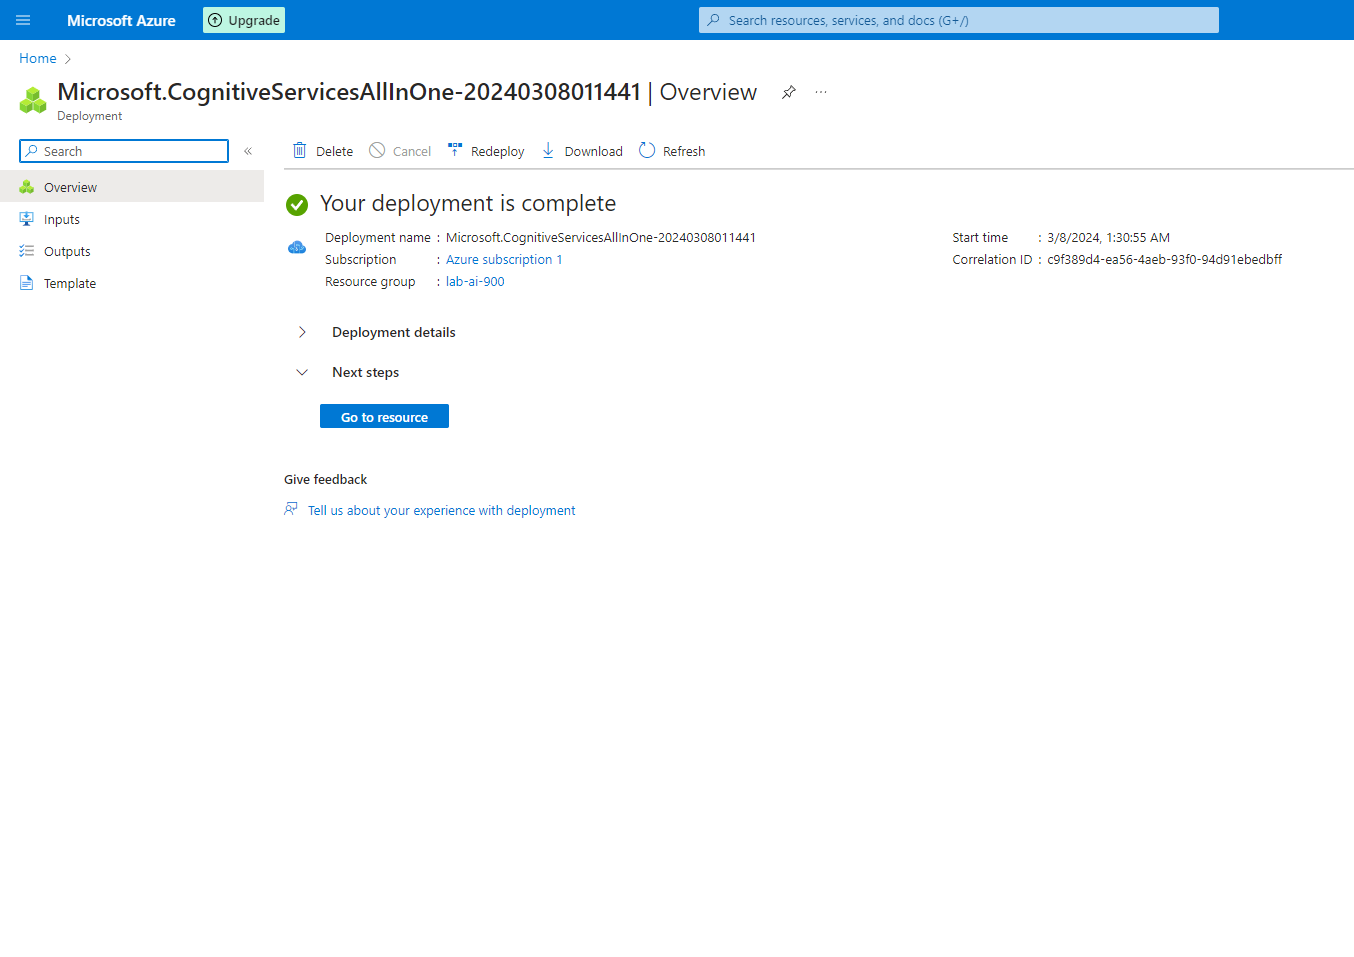 Microsoft Azure Upgrade Search resources, services, and docs (G+/)
Home
Microsoft.CognitiveServicesAllInOne-20240308011441 | Overview
Deployment
Search Delete Cancel Redeploy Download Refresh
Overview
Inputs
Outputs
Template
Your deployment is complete
Deployment name : Microsoft.CognitiveServicesAllInOne-20240308011441
Subscription : Azure subscription 1
Resource group : lab-ai-900
Start time : 3/8/2024, 1:30:55 AM
Correlation ID : c9f389d4-ea56-4aeb-93f0-94d91ebedbff
Deployment details
Next steps
Go to resource
Give feedback
Tell us about your experience with deployment